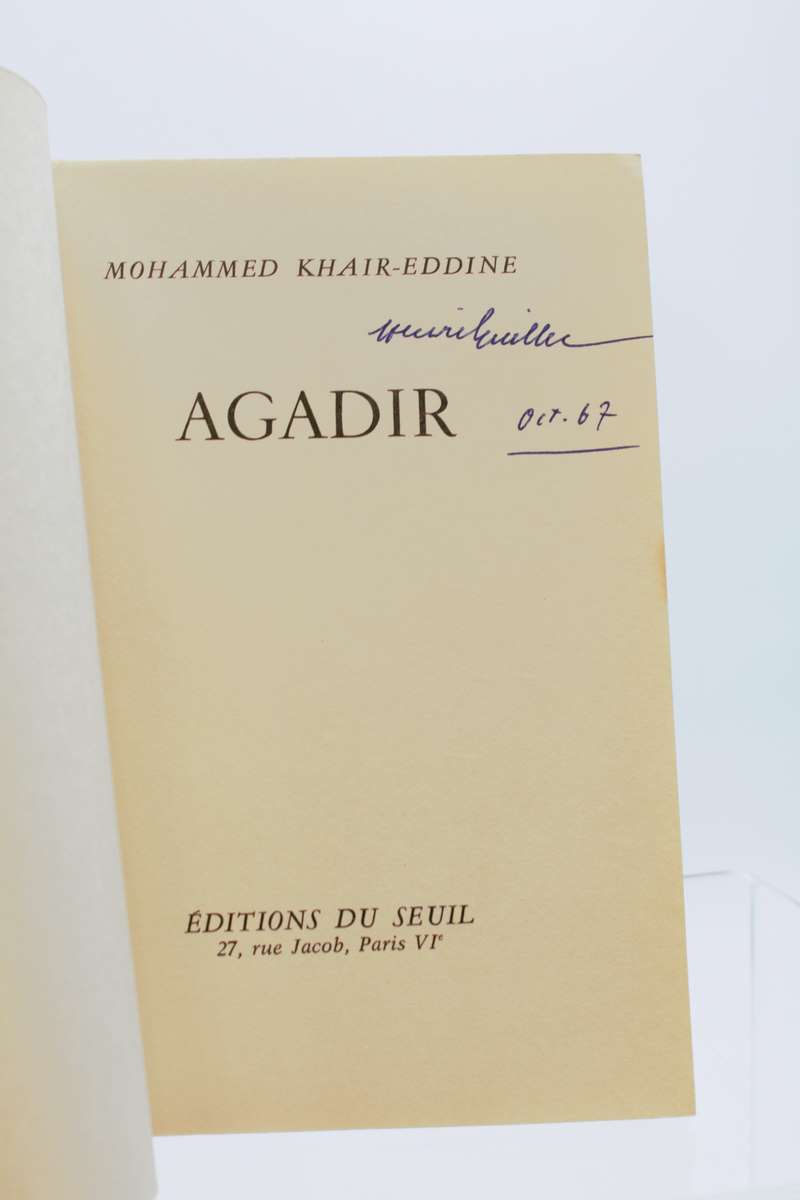 MOHAMMED KHAIR-EDDINE
AGADIR
Oct. 67
ÉDITIONS DU SEUIL
27, rue Jacob, Paris VIe